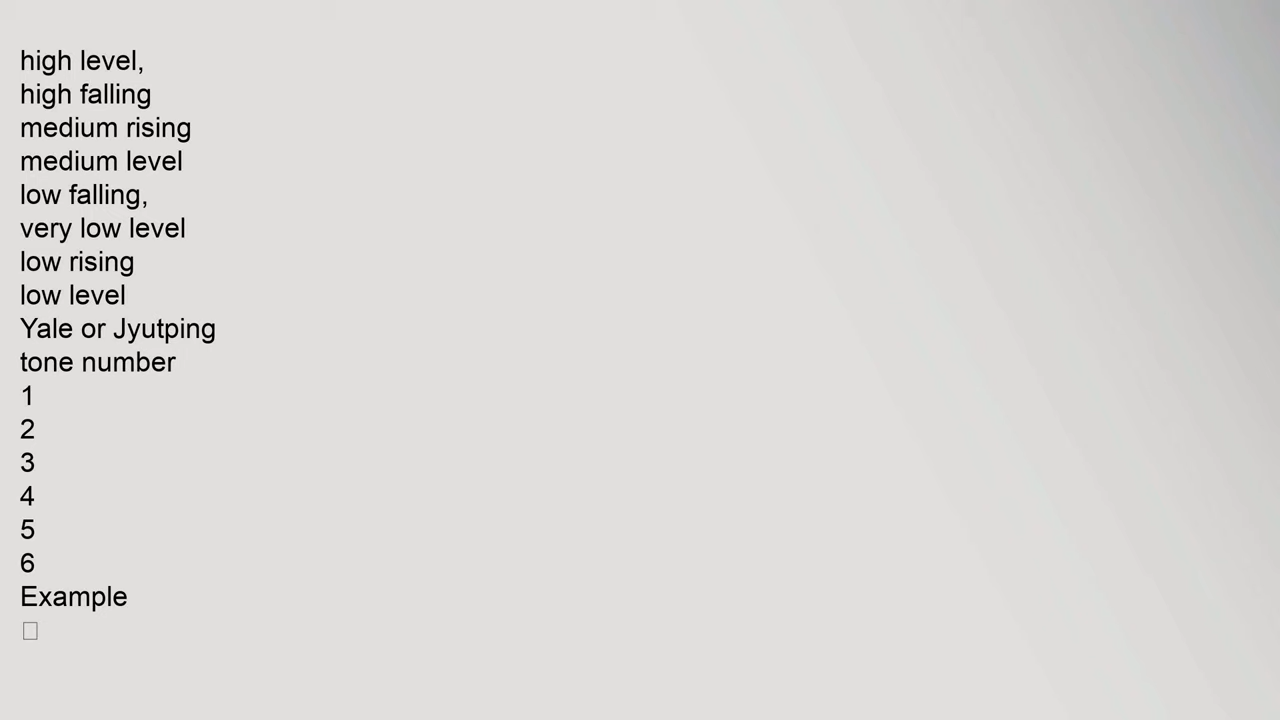 high level,
high falling
medium rising
medium level
low falling,
very low level
low rising
low level
Yale or Jyutping
tone number
1
2
3
4
5
6
Example